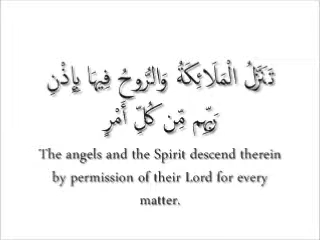 تَنَزَّلُ الْمَلَائِكَةُ وَالرُّوحُ فِيهَا بِإِذْنِ
رَبِّهِم مِّن كُلِّ أَمْرٍ
The angels and the Spirit descend therein
by permission of their Lord for every
matter.